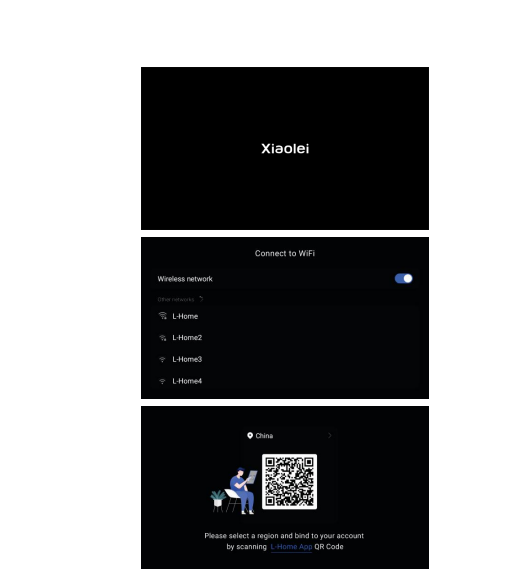 Xiaolei
Connect to WiFi
Wireless network
Other networks
L-Home
L-Home2
L-Home3
L-Home4
China
Please select a region and bind to your account
by scanning L-Home App QR Code